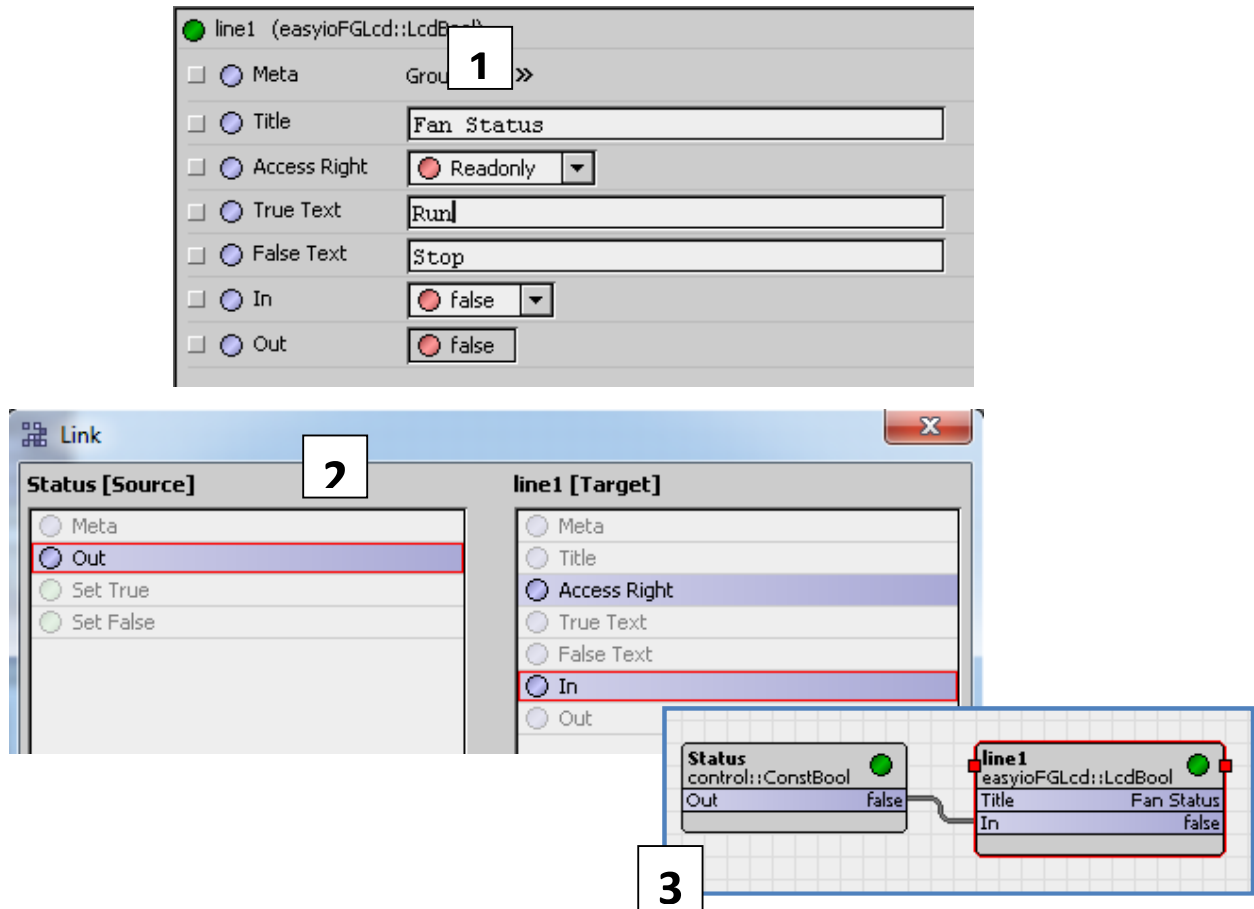 line1 (easyioFGLcd::LcdBool)
1
Meta
»
Title Fan Status
Access Right Readonly
True Text Run
False Text Stop
In false
Out false
Link
2
Status [Source]
Meta
Out
Set True
Set False
line1 [Target]
Meta
Title
Access Right
True Text
False Text
In
Out
Status
control::ConstBool
Out false
line1
easyioFGLcd::LcdBool
Title Fan Status
In false
3